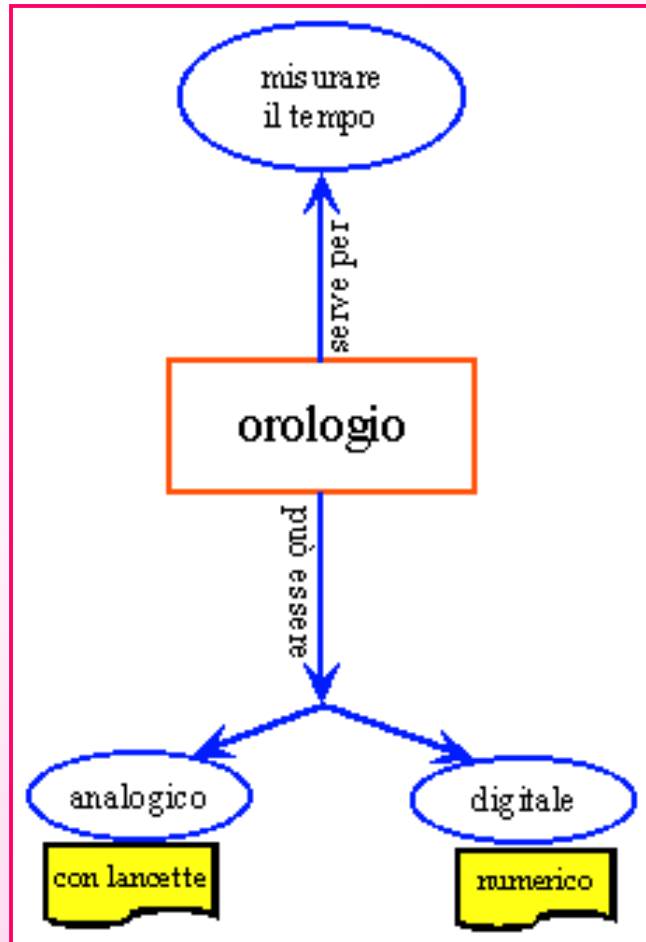 misurare
il tempo
serve per
orologio
può essere
analogico
digitale
con lancette
numerico